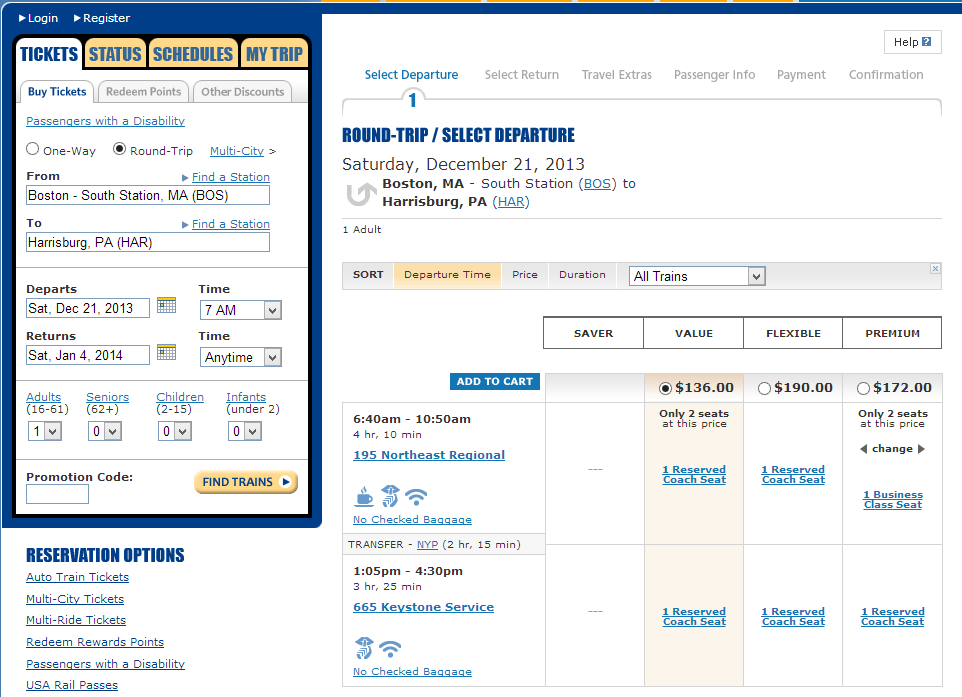 Login Register
TICKETS STATUS SCHEDULES MY TRIP
Buy Tickets Redeem Points Other Discounts
Passengers with a Disability
One-Way Round-Trip Multi-City >
From Find a Station
Boston - South Station, MA (BOS)
To Find a Station
Harrisburg, PA (HAR)
Departs Time
Sat, Dec 21, 2013 7 AM
Returns Time
Sat, Jan 4, 2014 Anytime
Adults Seniors Children Infants
(16-61) (62+) (2-15) (under 2)
1 0 0 0
Promotion Code:
FIND TRAINS
RESERVATION OPTIONS
Auto Train Tickets
Multi-City Tickets
Multi-Ride Tickets
Redeem Rewards Points
Passengers with a Disability
USA Rail Passes
Help ?
Select Departure Select Return Travel Extras Passenger Info Payment Confirmation
1
ROUND-TRIP / SELECT DEPARTURE
Saturday, December 21, 2013
Boston, MA - South Station (BOS) to
Harrisburg, PA (HAR)
1 Adult
SORT Departure Time Price Duration All Trains
SAVER VALUE FLEXIBLE PREMIUM
ADD TO CART $136.00 $190.00 $172.00
6:40am - 10:50am
4 hr, 10 min
195 Northeast Regional
No Checked Baggage
---
Only 2 seats
at this price
1 Reserved
Coach Seat
1 Reserved
Coach Seat
Only 2 seats
at this price
change
1 Business
Class Seat
TRANSFER - NYP (2 hr, 15 min)
1:05pm - 4:30pm
3 hr, 25 min
665 Keystone Service
No Checked Baggage
---
1 Reserved
Coach Seat
1 Reserved
Coach Seat
1 Reserved
Coach Seat